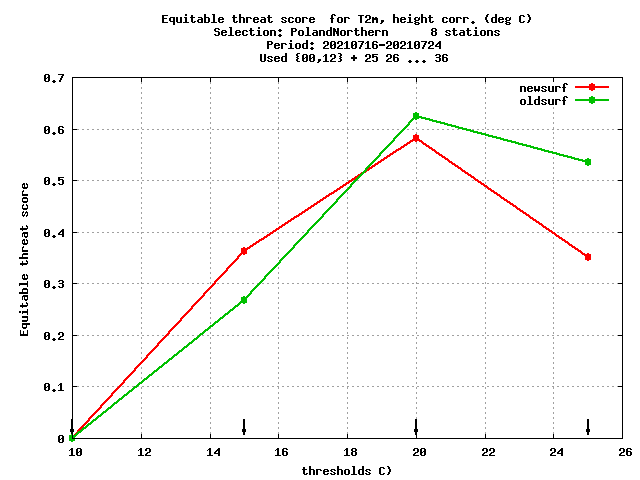 Equitable threat score  for T2m, height corr. (deg C)
Selection: PolandNorthern      8 stations
Period: 20210716-20210724
Used {00,12} + 25 26 ... 36
newsurf
oldsurf
Equitable threat score
0.7
0.6
0.5
0.4
0.3
0.2
0.1
0
10 12 14 16 18 20 22 24 26
thresholds C)